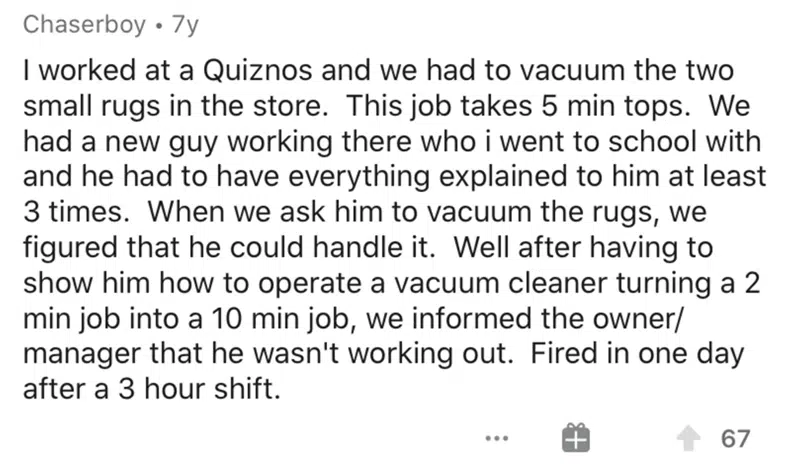 Chaserboy • 7y
I worked at a Quiznos and we had to vacuum the two
small rugs in the store.  This job takes 5 min tops.  We
had a new guy working there who i went to school with
and he had to have everything explained to him at least
3 times.  When we ask him to vacuum the rugs, we
figured that he could handle it.  Well after having to
show him how to operate a vacuum cleaner turning a 2
min job into a 10 min job, we informed the owner/
manager that he wasn't working out.  Fired in one day
after a 3 hour shift.
67